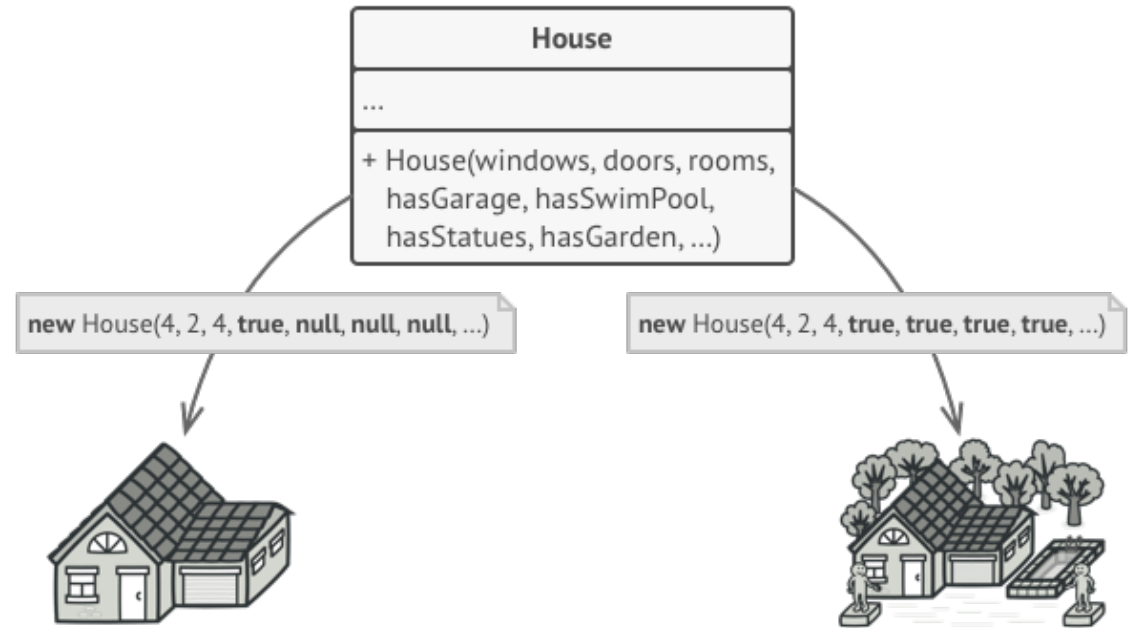 House
...
+ House(windows, doors, rooms,
hasGarage, hasSwimPool,
hasStatues, hasGarden, ...)
new House(4, 2, 4, true, null, null, null, ...)
new House(4, 2, 4, true, true, true, true, ...)